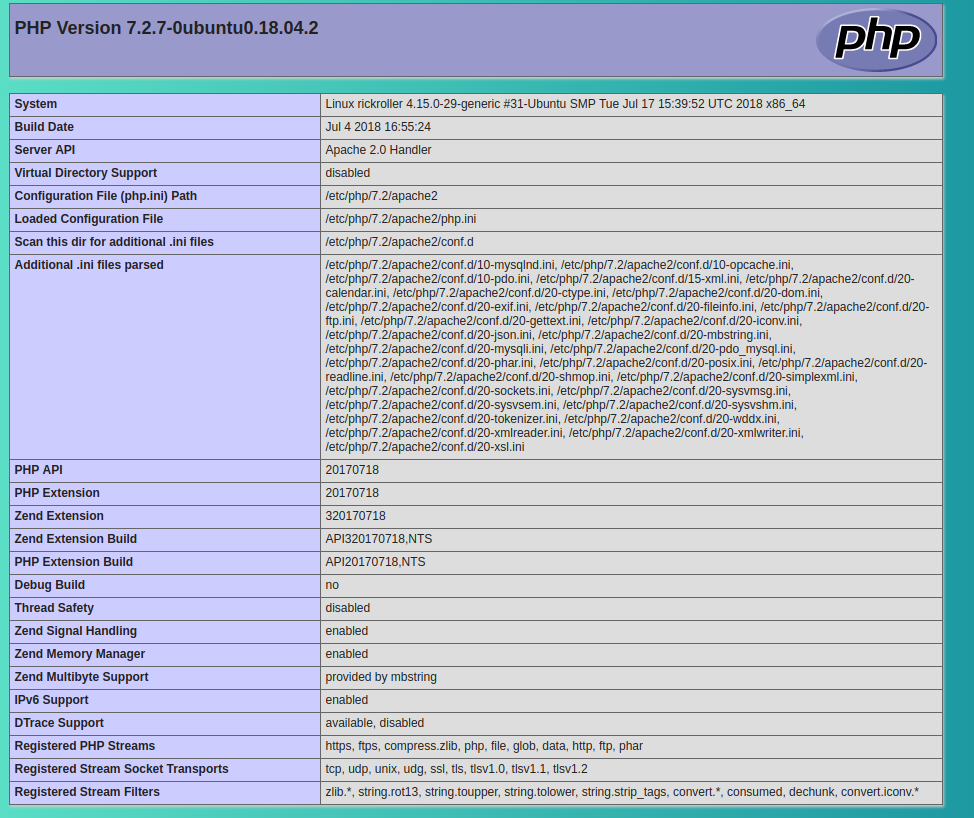 PHP Version 7.2.7-0ubuntu0.18.04.2
php
System Linux rickroller 4.15.0-29-generic #31-Ubuntu SMP Tue Jul 17 15:39:52 UTC 2018 x86_64
Build Date Jul 4 2018 16:55:24
Server API Apache 2.0 Handler
Virtual Directory Support disabled
Configuration File (php.ini) Path /etc/php/7.2/apache2
Loaded Configuration File /etc/php/7.2/apache2/php.ini
Scan this dir for additional .ini files /etc/php/7.2/apache2/conf.d
Additional .ini files parsed /etc/php/7.2/apache2/conf.d/10-mysqlnd.ini, /etc/php/7.2/apache2/conf.d/10-opcache.ini,
/etc/php/7.2/apache2/conf.d/10-pdo.ini, /etc/php/7.2/apache2/conf.d/15-xml.ini, /etc/php/7.2/apache2/conf.d/20-
calendar.ini, /etc/php/7.2/apache2/conf.d/20-ctype.ini, /etc/php/7.2/apache2/conf.d/20-dom.ini,
/etc/php/7.2/apache2/conf.d/20-exif.ini, /etc/php/7.2/apache2/conf.d/20-fileinfo.ini, /etc/php/7.2/apache2/conf.d/20-
ftp.ini, /etc/php/7.2/apache2/conf.d/20-gettext.ini, /etc/php/7.2/apache2/conf.d/20-iconv.ini,
/etc/php/7.2/apache2/conf.d/20-json.ini, /etc/php/7.2/apache2/conf.d/20-mbstring.ini,
/etc/php/7.2/apache2/conf.d/20-mysqli.ini, /etc/php/7.2/apache2/conf.d/20-pdo_mysql.ini,
/etc/php/7.2/apache2/conf.d/20-phar.ini, /etc/php/7.2/apache2/conf.d/20-posix.ini, /etc/php/7.2/apache2/conf.d/20-
readline.ini, /etc/php/7.2/apache2/conf.d/20-shmop.ini, /etc/php/7.2/apache2/conf.d/20-simplexml.ini,
/etc/php/7.2/apache2/conf.d/20-sockets.ini, /etc/php/7.2/apache2/conf.d/20-sysvmsg.ini,
/etc/php/7.2/apache2/conf.d/20-sysvsem.ini, /etc/php/7.2/apache2/conf.d/20-sysvshm.ini,
/etc/php/7.2/apache2/conf.d/20-tokenizer.ini, /etc/php/7.2/apache2/conf.d/20-wddx.ini,
/etc/php/7.2/apache2/conf.d/20-xmlreader.ini, /etc/php/7.2/apache2/conf.d/20-xmlwriter.ini,
/etc/php/7.2/apache2/conf.d/20-xsl.ini
PHP API 20170718
PHP Extension 20170718
Zend Extension 320170718
Zend Extension Build API320170718,NTS
PHP Extension Build API20170718,NTS
Debug Build no
Thread Safety disabled
Zend Signal Handling enabled
Zend Memory Manager enabled
Zend Multibyte Support provided by mbstring
IPv6 Support enabled
DTrace Support available, disabled
Registered PHP Streams https, ftps, compress.zlib, php, file, glob, data, http, ftp, phar
Registered Stream Socket Transports tcp, udp, unix, udg, ssl, tls, tlsv1.0, tlsv1.1, tlsv1.2
Registered Stream Filters zlib.*, string.rot13, string.toupper, string.tolower, string.strip_tags, convert.*, consumed, dechunk, convert.iconv.*